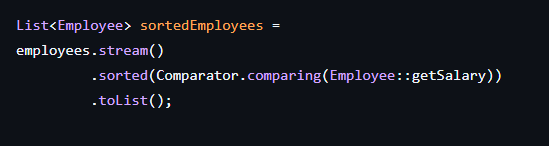 List<Employee> sortedEmployees =
employees.stream()
        .sorted(Comparator.comparing(Employee::getSalary))
        .toList();